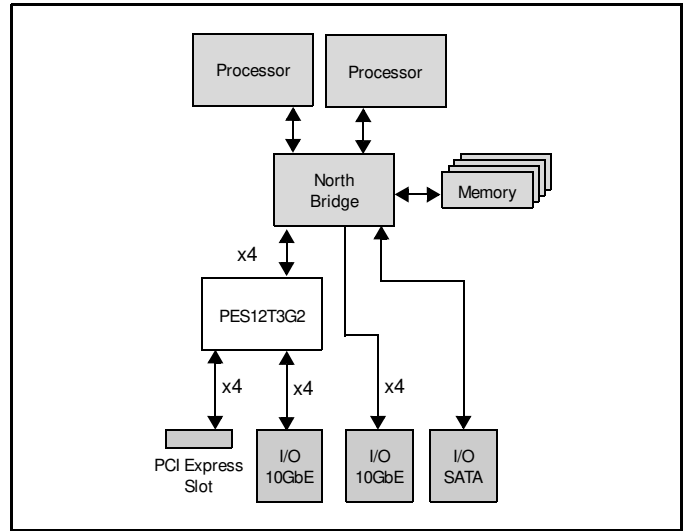 Processor
Processor
North
Bridge
Memory
x4
PES12T3G2
x4
x4
x4
PCI Express
Slot
I/O
10GbE
I/O
10GbE
I/O
SATA